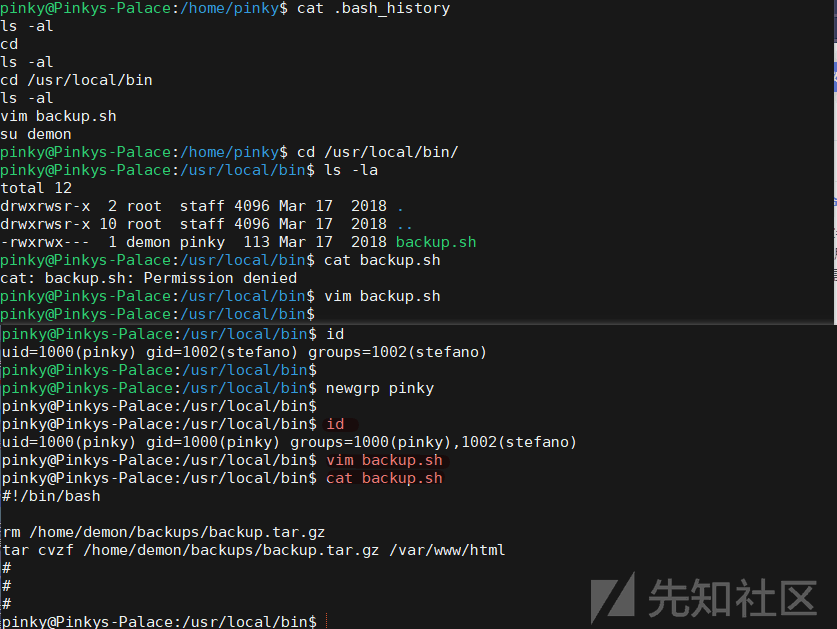 pinky@Pinkys-Palace:/home/pinky$ cat .bash_history
ls -al
cd
ls -al
cd /usr/local/bin
ls -al
vim backup.sh
su demon
pinky@Pinkys-Palace:/home/pinky$ cd /usr/local/bin/
pinky@Pinkys-Palace:/usr/local/bin$ ls -la
total 12
drwxrwsr-x  2 root  staff 4096 Mar 17  2018 .
drwxrwsr-x 10 root  staff 4096 Mar 17  2018 ..
-rwxrwx---  1 demon pinky  113 Mar 17  2018 backup.sh
pinky@Pinkys-Palace:/usr/local/bin$ cat backup.sh
cat: backup.sh: Permission denied
pinky@Pinkys-Palace:/usr/local/bin$ vim backup.sh
pinky@Pinkys-Palace:/usr/local/bin$
pinky@Pinkys-Palace:/usr/local/bin$ id
uid=1000(pinky) gid=1002(stefano) groups=1002(stefano)
pinky@Pinkys-Palace:/usr/local/bin$
pinky@Pinkys-Palace:/usr/local/bin$ newgrp pinky
pinky@Pinkys-Palace:/usr/local/bin$
pinky@Pinkys-Palace:/usr/local/bin$ id
uid=1000(pinky) gid=1000(pinky) groups=1000(pinky),1002(stefano)
pinky@Pinkys-Palace:/usr/local/bin$ vim backup.sh
pinky@Pinkys-Palace:/usr/local/bin$ cat backup.sh
#!/bin/bash
rm /home/demon/backups/backup.tar.gz
tar cvzf /home/demon/backups/backup.tar.gz /var/www/html
#
#
#
pinky@Pinkys-Palace:/usr/local/bin$
先知社区